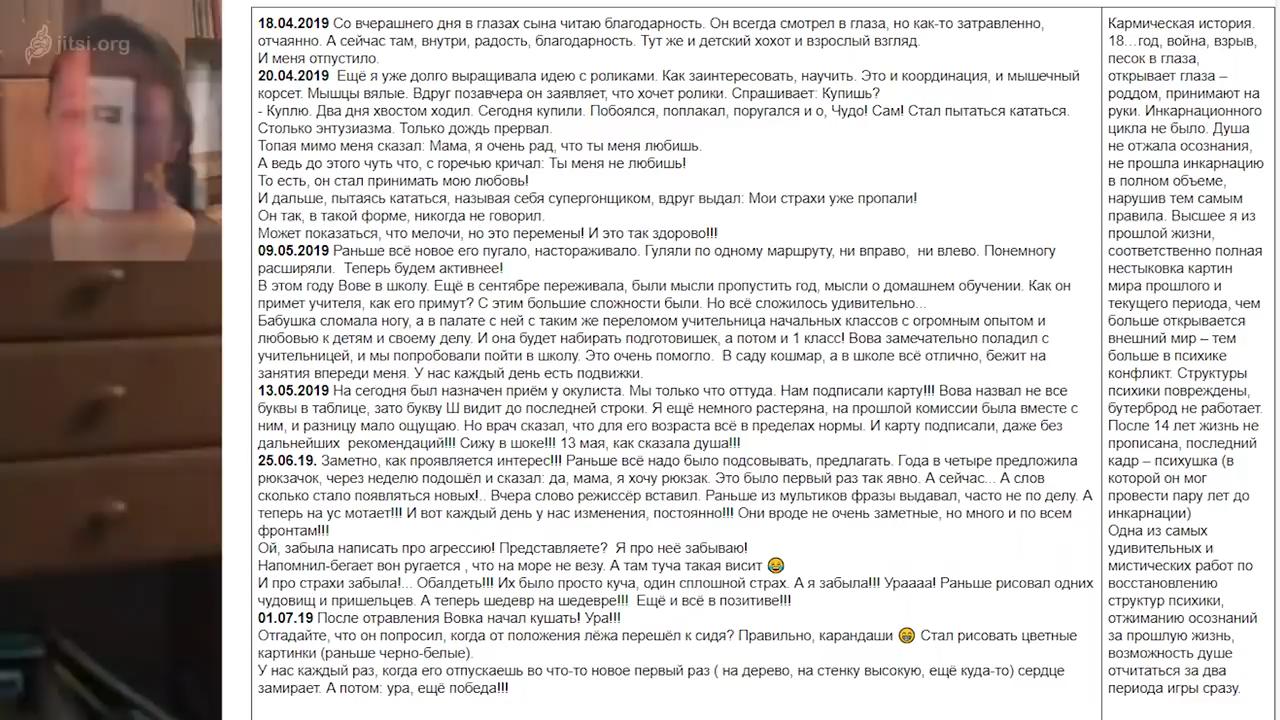 jitsi.org
18.04.2019 Со вчерашнего дня в глазах сына читаю благодарность. Он всегда смотрел в глаза, но как-то затравленно,
отчаянно. А сейчас там, внутри, радость, благодарность. Тут же и детский хохот и взрослый взгляд.
И меня отпустило.
20.04.2019 Ещё я уже долго выращивала идею с роликами. Как заинтересовать, научить. Это и координация, и мышечный
корсет. Мышцы вялые. Вдруг позавчера он заявляет, что хочет ролики. Спрашивает: Купишь?
- Куплю. Два дня хвостом ходил. Сегодня купили. Побоялся, поплакал, поругался и о, Чудо! Сам! Стал пытаться кататься.
Столько энтузиазма. Только дождь прервал.
Топая мимо меня сказал: Мама, я очень рад, что ты меня любишь.
А ведь до этого чуть что, с горечью кричал: Ты меня не любишь!
То есть, он стал принимать мою любовь!
И дальше, пытаясь кататься, называя себя супергонщиком, вдруг выдал: Мои страхи уже пропали!
Он так, в такой форме, никогда не говорил.
Может показаться, что мелочи, но это перемены! И это так здорово!!!
09.05.2019 Раньше всё новое его пугало, настораживало. Гуляли по одному маршруту, ни вправо, ни влево. Понемногу
расширяли. Теперь будем активнее!
В этом году Вове в школу. Ещё в сентябре переживала, были мысли пропустить год, мысли о домашнем обучении. Как он
примет учителя, как его примут? С этим большие сложности были. Но всё сложилось удивительно...
Бабушка сломала ногу, а в палате с ней с таким же переломом учительница начальных классов с огромным опытом и
любовью к детям и своему делу. И она будет набирать подготовишек, а потом и 1 класс! Вова замечательно поладил с
учительницей, и мы попробовали пойти в школу. Это очень помогло. В саду кошмар, а в школе всё отлично, бежит на
занятия впереди меня. У нас каждый день есть подвижки.
13.05.2019 На сегодня был назначен приём у окулиста. Мы только что оттуда. Нам подписали карту!!! Вова назвал не все
буквы в таблице, зато букву Ш видит до последней строки. Я ещё немного растеряна, на прошлой комиссии была вместе с
ним, и разницу мало ощущаю. Но врач сказал, что для его возраста всё в пределах нормы. И карту подписали, даже без
дальнейших рекомендаций!!! Сижу в шоке!!! 13 мая, как сказала душа!!!
25.06.19. Заметно, как проявляется интерес!!! Раньше всё надо было подсовывать, предлагать. Года в четыре предложила
рюкзачок, через неделю подошёл и сказал: да, мама, я хочу рюкзак. Это было первый раз так явно. А сейчас... А слов
сколько стало появляться новых!.. Вчера слово режиссёр вставил. Раньше из мультиков фразы выдавал, часто не по делу. А
теперь на ус мотает!!! И вот каждый день у нас изменения, постоянно!!! Они вроде не очень заметные, но много и по всем
фронтам!!!
Ой, забыла написать про агрессию! Представляете? Я про неё забываю!
Напомнил-бегает вон ругается , что на море не везу. А там туча такая висит 😂
И про страхи забыла!... Обалдеть!!! Их было просто куча, один сплошной страх. А я забыла!!! Ураааа! Раньше рисовал одних
чудовищ и пришельцев. А теперь шедевр на шедевре!!! Ещё и всё в позитиве!!!
01.07.19 После отравления Вовка начал кушать! Ура!!!
Отгадайте, что он попросил, когда от положения лёжа перешёл к сидя? Правильно, карандаши 😁 Стал рисовать цветные
картинки (раньше черно-белые).
У нас каждый раз, когда его отпускаешь во что-то новое первый раз ( на дерево, на стенку высокую, ещё куда-то) сердце
замирает. А потом: ура, ещё победа!!!
Кармическая история.
18...год, война, взрыв,
песок в глаза,
открывает глаза –
роддом, принимают на
руки. Инкарнационного
цикла не было. Душа
не отжала осознания,
не прошла инкарнацию
в полном объеме,
нарушив тем самым
правила. Высшее я из
прошлой жизни,
соответственно полная
нестыковка картин
мира прошлого и
текущего периода, чем
больше открывается
внешний мир – тем
больше в психике
конфликт. Структуры
психики повреждены,
бутерброд не работает.
После 14 лет жизнь не
прописана, последний
кадр – психушка (в
которой он мог
провести пару лет до
инкарнации)
Одна из самых
удивительных и
мистических работ по
восстановлению
структур психики,
отжиманию осознаний
за прошлую жизнь,
возможность душе
отчитаться за два
периода игры сразу.